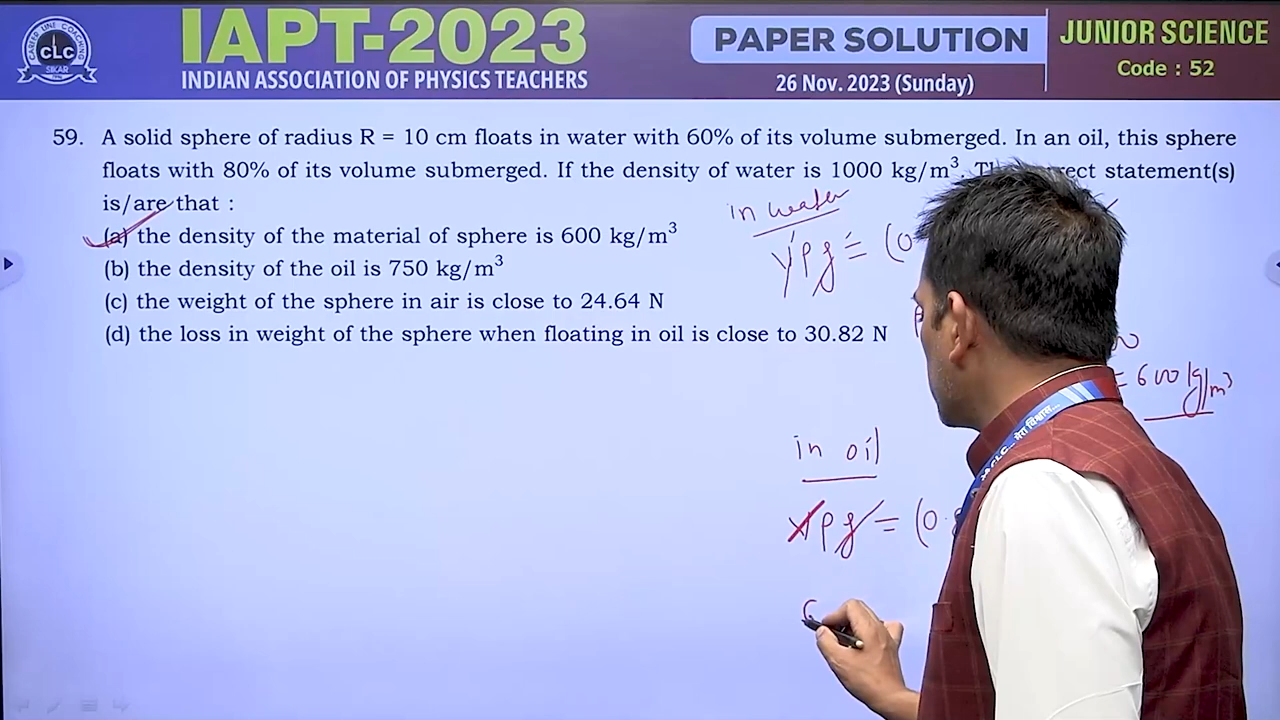 CAREER LINE COACHING
CLC
SIKAR
IAPT-2023
INDIAN ASSOCIATION OF PHYSICS TEACHERS
PAPER SOLUTION
26 Nov. 2023 (Sunday)
JUNIOR SCIENCE
Code : 52
59. A solid sphere of radius R = 10 cm floats in water with 60% of its volume submerged. In an oil, this sphere
floats with 80% of its volume submerged. If the density of water is 1000 kg/m³. statement(s)
is/are that :
(a) the density of the material of sphere is 600 kg/m³
(b) the density of the oil is 750 kg/m³
(c) the weight of the sphere in air is close to 24.64 N
(d) the loss in weight of the sphere when floating in oil is close to 30.82 N
in water
Vρg = (0
= 600 kg/m³
in oil
Vρg = (0.